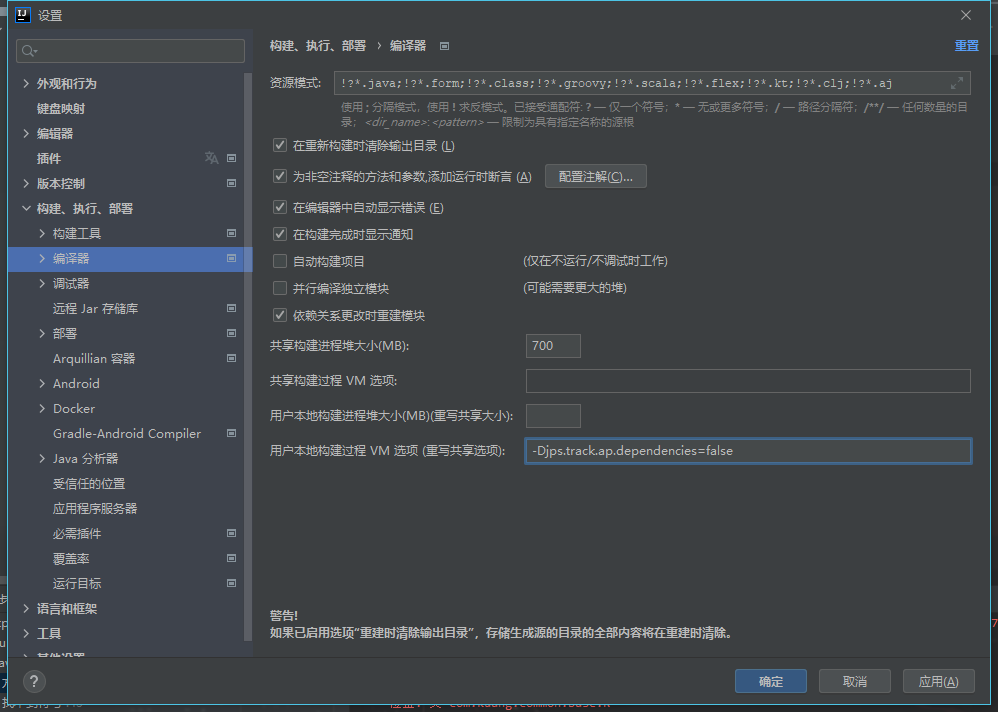 设置
外观和行为
键盘映射
编辑器
插件
版本控制
构建、执行、部署
构建工具
编译器
调试器
远程 Jar 存储库
部署
Arquillian 容器
Android
Docker
Gradle-Android Compiler
Java 分析器
受信任的位置
应用程序服务器
必需插件
覆盖率
运行目标
语言和框架
工具
其他设置
构建、执行、部署 › 编译器
重置
资源模式: !?*.java;!?*.form;!?*.class;!?*.groovy;!?*.scala;!?*.flex;!?*.kt;!?*.clj;!?*.aj
使用 ; 分隔模式，使用 ! 求反模式。已接受通配符: ? — 仅一个符号；* — 无或更多符号；/ — 路径分隔符；/**/ — 任何数量的目
录；<dir_name>:<pattern> — 限制为具有指定名称的源根
在重新构建时清除输出目录 (L)
为非空注释的方法和参数,添加运行时断言 (A) 配置注解(C)...
在编辑器中自动显示错误 (E)
在构建完成时显示通知
自动构建项目 (仅在不运行/不调试时工作)
并行编译独立模块 (可能需要更大的堆)
依赖关系更改时重建模块
共享构建进程堆大小(MB): 700
共享构建过程 VM 选项:
用户本地构建进程堆大小(MB)(重写共享大小):
用户本地构建过程 VM 选项 (重写共享选项): -Djps.track.ap.dependencies=false
警告!
如果已启用选项“重建时清除输出目录”，存储生成源的目录的全部内容将在重建时清除。
?
确定 取消 应用(A)